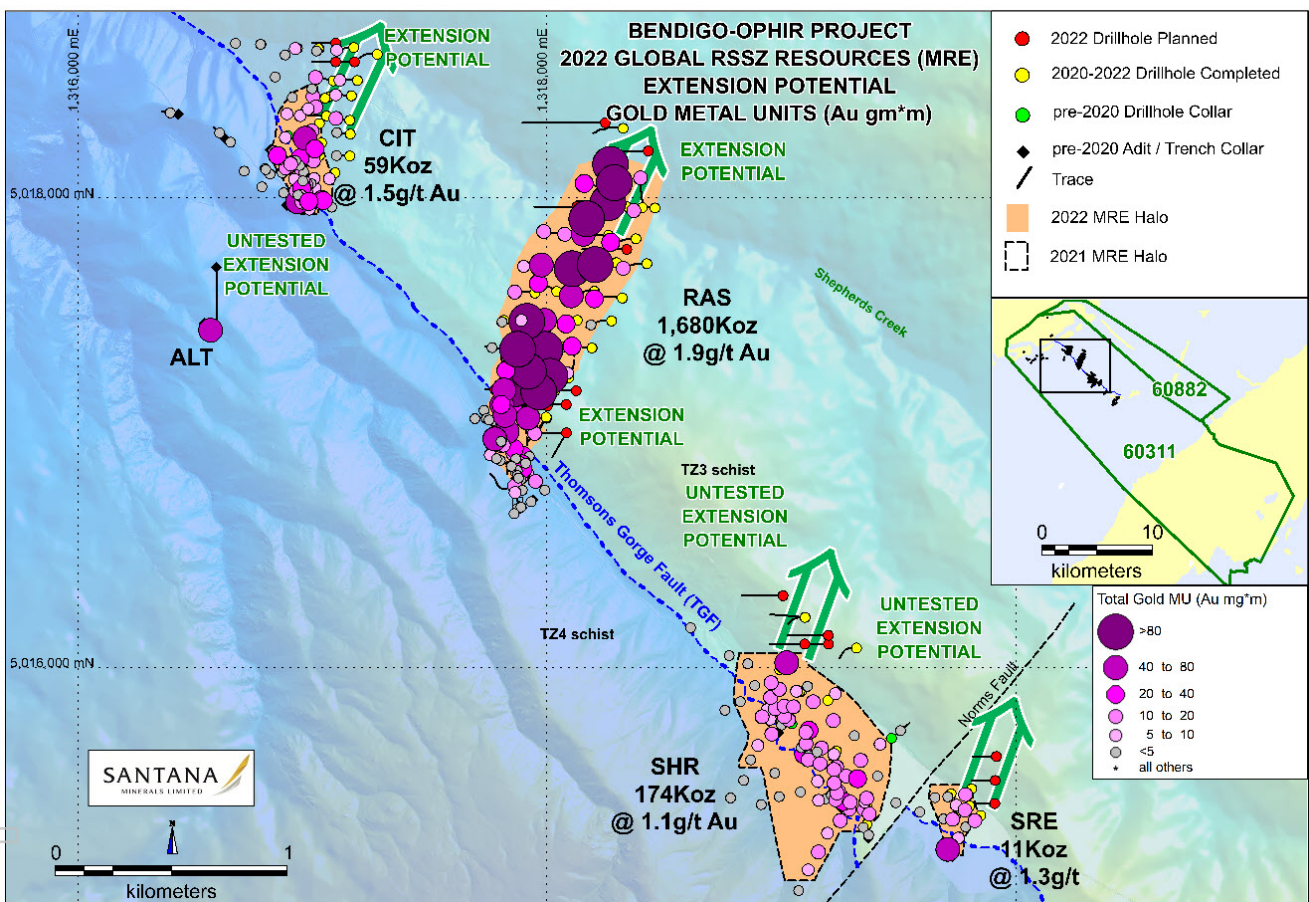 BENDIGO-OPHIR PROJECT
2022 GLOBAL RSSZ RESOURCES (MRE)
EXTENSION POTENTIAL
GOLD METAL UNITS (Au gm*m)
1,316,000 mE
1,318,000 mE
5,018,000 mN
5,016,000 mN
EXTENSION
POTENTIAL
CIT
59Koz
@ 1.5g/t Au
UNTESTED
EXTENSION
POTENTIAL
ALT
EXTENSION
POTENTIAL
RAS
1,680Koz
@ 1.9g/t Au
Shepherds Creek
EXTENSION
POTENTIAL
Thomsons Gorge Fault (TGF)
TZ3 schist
UNTESTED
EXTENSION
POTENTIAL
TZ4 schist
UNTESTED
EXTENSION
POTENTIAL
Norms Fault
SHR
174Koz
@ 1.1g/t Au
SRE
11Koz
@ 1.3g/t
SANTANA
MINERALS LIMITED
N
0 1
kilometers
2022 Drillhole Planned
2020-2022 Drillhole Completed
pre-2020 Drillhole Collar
pre-2020 Adit / Trench Collar
Trace
2022 MRE Halo
2021 MRE Halo
60882
60311
0 10
kilometers
Total Gold MU (Au mg*m)
>80
40 to 80
20 to 40
10 to 20
5 to 10
<5
all others